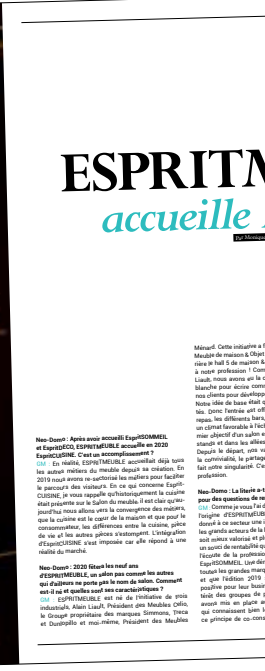 ESPRITM
accueille
Par Monique
Neo-Domo : Après avoir accueilli EspritSOMMEIL
et EspritDÉCO, ESPRITMEUBLE accueille en 2020
EspritCUISINE. C'est un accomplissement ?
GM : En réalité, ESPRITMEUBLE accueillait déjà tous
les autres métiers du meuble depuis sa création. En
2019 nous avons re-sectorisé les métiers pour faciliter
le parcours des visiteurs. En ce qui concerne Esprit-
CUISINE, je vous rappelle qu'historiquement la cuisine
était présente sur le Salon du meuble. Il est clair qu'au-
jourd'hui nous allons vers la convergence des métiers,
que la cuisine est le cœur de la maison et que pour le
consommateur, les différences entre la cuisine, pièce
de vie et les autres pièces s'estompent. L'intégration
d'EspritCUISINE s'est imposée car elle répond à une
réalité du marché.
Neo-Domo : 2020 fêtera les neuf ans
d'ESPRITMEUBLE, un salon pas comme les autres
qui d'ailleurs ne porte pas le nom de salon. Comment
est-il né et quelles sont ses caractéristiques ?
GM : ESPRITMEUBLE est né de l'initiative de trois
industriels, Alain Liault, Président des Meubles Célio,
le Groupe propriétaire des marques Simmons, Treca
et Dunlopillo et moi-même, Président des Meubles
Ménard. Cette initiative a f
Meuble de maison & Objet
rière le hall 5 de maison &
à notre profession ! Com
Liault, nous avons eu la c
blanche pour écrire comm
nos clients pour développ
Notre idée de base était q
tés. Donc l'entrée est off
repas, les différents bars,
un climat favorable à l'éch
mier objectif d'un salon e
stands et dans les allées
Depuis le départ, nos va
la convivialité, le partage
fait notre singularité. C'e
profession.
Neo-Domo : La literie a-t
pour des questions de re
GM : Comme je vous l'ai d
l'origine d'ESPRITMEUB
donné à ce secteur une i
les grands acteurs de la l
soit mieux valorisé et pl
un souci de rentabilité qu
l'écoute de la profession
EspritSOMMEIL. Une dér
toutes les grandes marq
et que l'édition 2019
positive pour leur busin
térêt des groupes de p
avons mis en place a
qui connaissent bien l
ce principe de co-cons